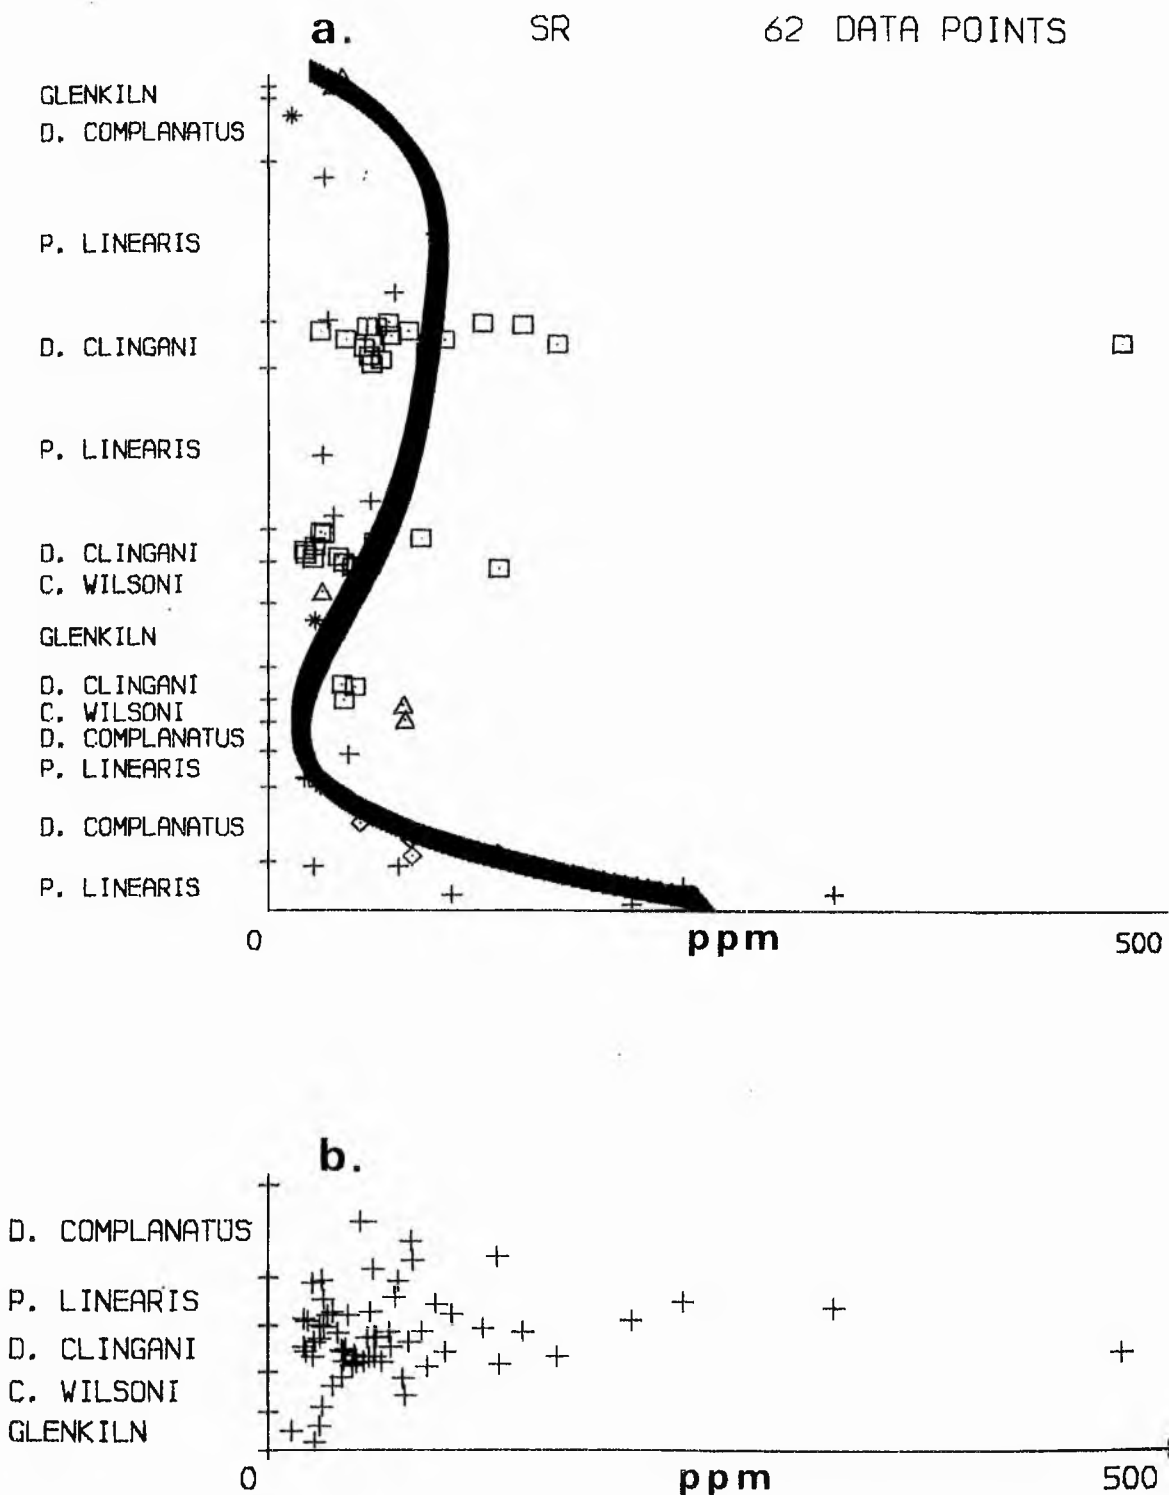 a. SR 62 DATA POINTS
GLENKILN
D. COMPLANATUS
P. LINEARIS
D. CLINGANI
P. LINEARIS
D. CLINGANI
C. WILSONI
GLENKILN
D. CLINGANI
C. WILSONI
D. COMPLANATUS
P. LINEARIS
D. COMPLANATUS
P. LINEARIS
0 ppm 500
b.
D. COMPLANATUS
P. LINEARIS
D. CLINGANI
C. WILSONI
GLENKILN
0 ppm 500